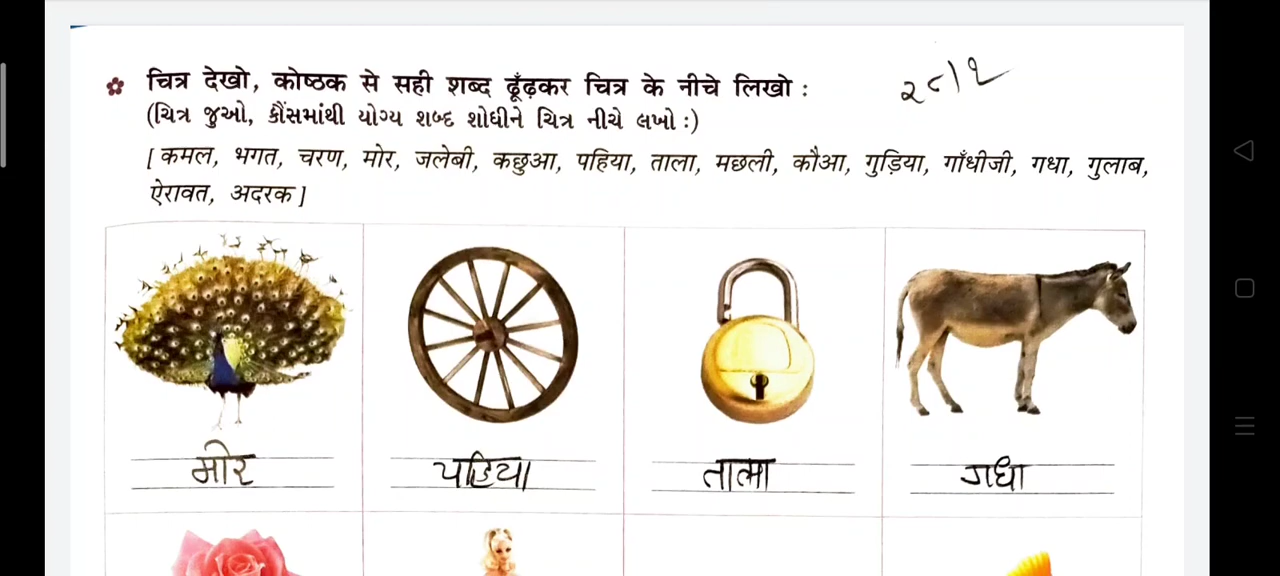 चित्र देखो, कोष्ठक से सही शब्द ढूँढ़कर चित्र के नीचे लिखो :
(ચિત્ર જુઓ, કૌંસમાંથી યોગ્ય શબ્દ શોધીને ચિત્ર નીચે લખો :)
[ कमल, भगत, चरण, मोर, जलेबी, कछुआ, पहिया, ताला, मछली, कौआ, गुड़िया, गाँधीजी, गधा, गुलाब,
ऐरावत, अदरक ]
मोर पहिया ताला गधा